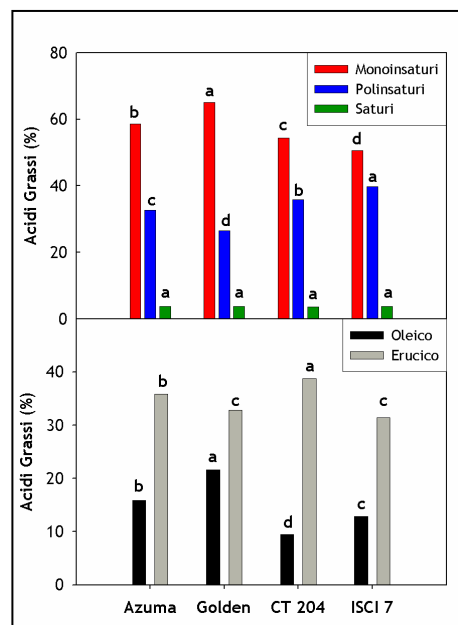 80
Monoinsaturi
a
Polinsaturi
b
Saturi
60
c
d
a
Acidi Grassi (%)
40
b
c
d
20
a
a
a
a
0
Oleico
Erucico
a
40
b
c
c
Acidi Grassi (%)
30
a
20
b
c
d
10
0
Azuma
Golden
CT 204
ISCI 7